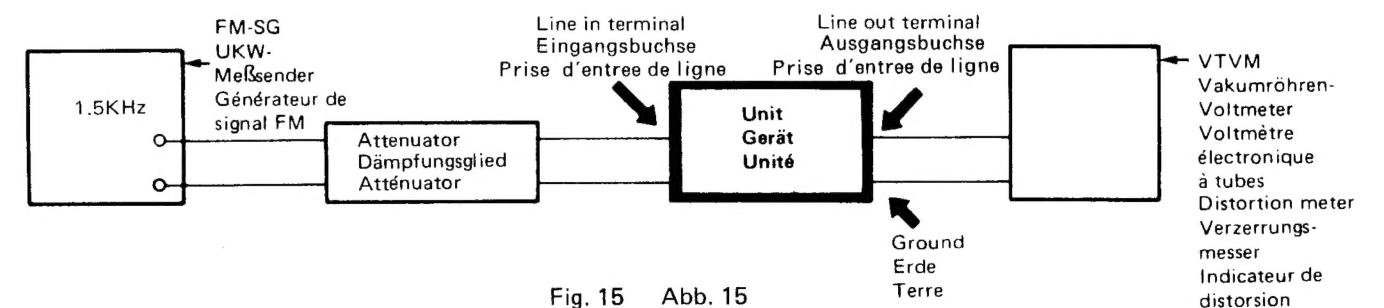 FM-SG
UKW-
Meßsender
Générateur de
signal FM
1.5KHz
Attenuator
Dämpfungsglied
Atténuator
Line in terminal
Eingangsbuchse
Prise d'entree de ligne
Unit
Gerät
Unité
Line out terminal
Ausgangsbuchse
Prise d'entree de ligne
Ground
Erde
Terre
VTVM
Vakumröhren-
Voltmeter
Voltmètre
électronique
à tubes
Distortion meter
Verzerrungs-
messer
Indicateur de
distorsion
Fig. 15 Abb. 15